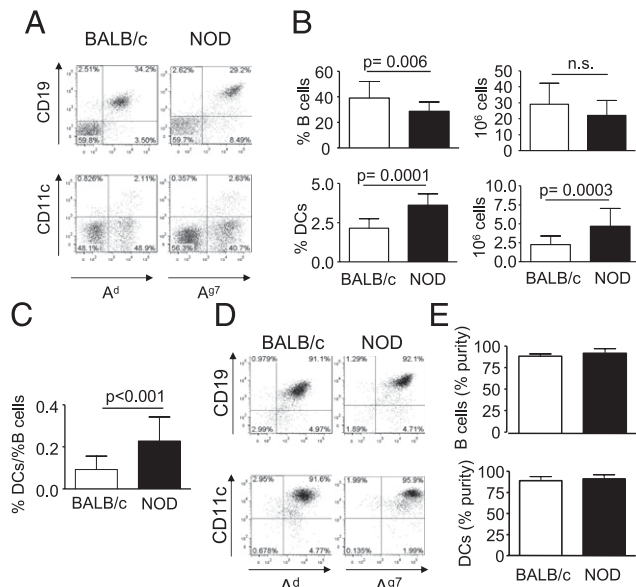 A
BALB/c NOD
CD19
2.51% 34.2%
59.8% 3.50%
2.62% 29.2%
59.7% 8.49%
CD11c
0.826% 2.11%
48.1% 48.9%
0.357% 2.63%
56.3% 40.7%
A^d A^g7
B
p= 0.006
% B cells
60
40
20
0
n.s.
10^6 cells
50
40
30
20
10
0
p= 0.0001
% DCs
5.0
2.5
0.0
BALB/c NOD
p= 0.0003
10^6 cells
10.0
7.5
5.0
2.5
0.0
BALB/c NOD
C
p<0.001
% DCs/%B cells
0.4
0.2
0.0
BALB/c NOD
D
BALB/c NOD
CD19
0.979% 91.1%
2.99% 4.97%
1.29% 92.1%
1.89% 4.71%
CD11c
2.95% 91.6%
0.678% 4.77%
1.99% 95.9%
0.135% 1.99%
A^d A^g7
E
B cells (% purity)
100
75
50
25
0
DCs (% purity)
100
75
50
25
0
BALB/c NOD